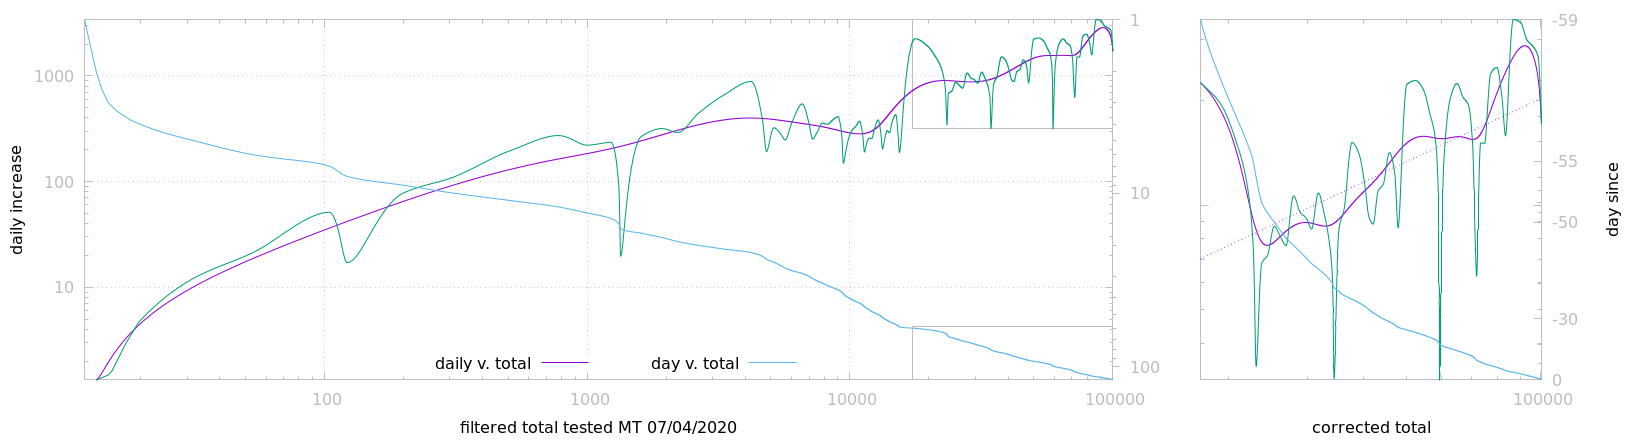 daily increase
1000
100
10
100
1000
10000
100000
filtered total tested MT 07/04/2020
daily v. total
day v. total
1
10
100
-59
-55
-50
-30
0
day since
100000
corrected total